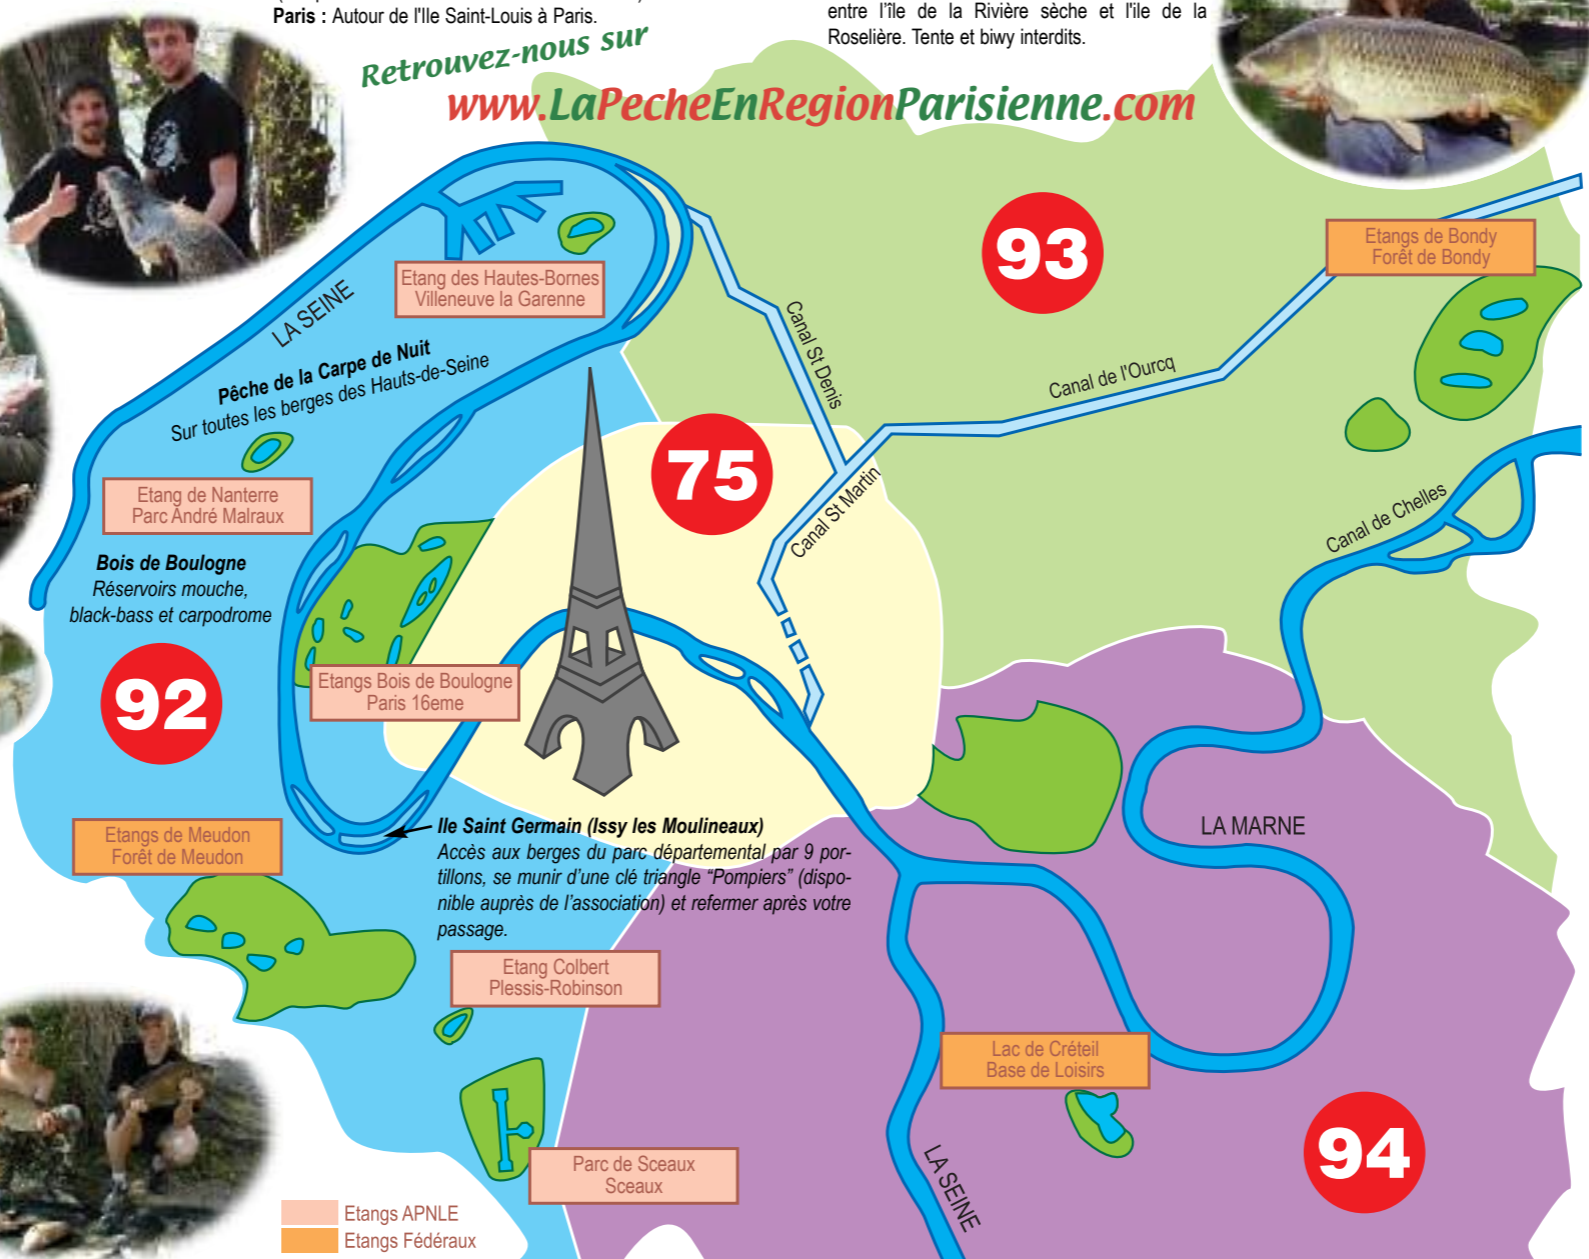 Paris : Autour de l'Ile Saint-Louis à Paris.
entre l'île de la Rivière sèche et l'ile de la
Roselière. Tente et biwy interdits.
Retrouvez-nous sur
www.LaPecheEnRegionParisienne.com
93
Etangs de Bondy
Forêt de Bondy
Etang des Hautes-Bornes
Villeneuve la Garenne
LA SEINE
Canal St Denis
Pêche de la Carpe de Nuit
Sur toutes les berges des Hauts-de-Seine
Canal de l'Ourcq
75
Etang de Nanterre
Parc André Malraux
Canal St Martin
Canal de Chelles
Bois de Boulogne
Réservoirs mouche,
black-bass et carpodrome
92
Etangs Bois de Boulogne
Paris 16eme
Etangs de Meudon
Forêt de Meudon
Ile Saint Germain (Issy les Moulineaux)
Accès aux berges du parc départemental par 9 por-
tillons, se munir d'une clé triangle “Pompiers” (dispo-
nible auprès de l'association) et refermer après votre
passage.
LA MARNE
Etang Colbert
Plessis-Robinson
Lac de Créteil
Base de Loisirs
94
Parc de Sceaux
Sceaux
LA SEINE
Etangs APNLE
Etangs Fédéraux